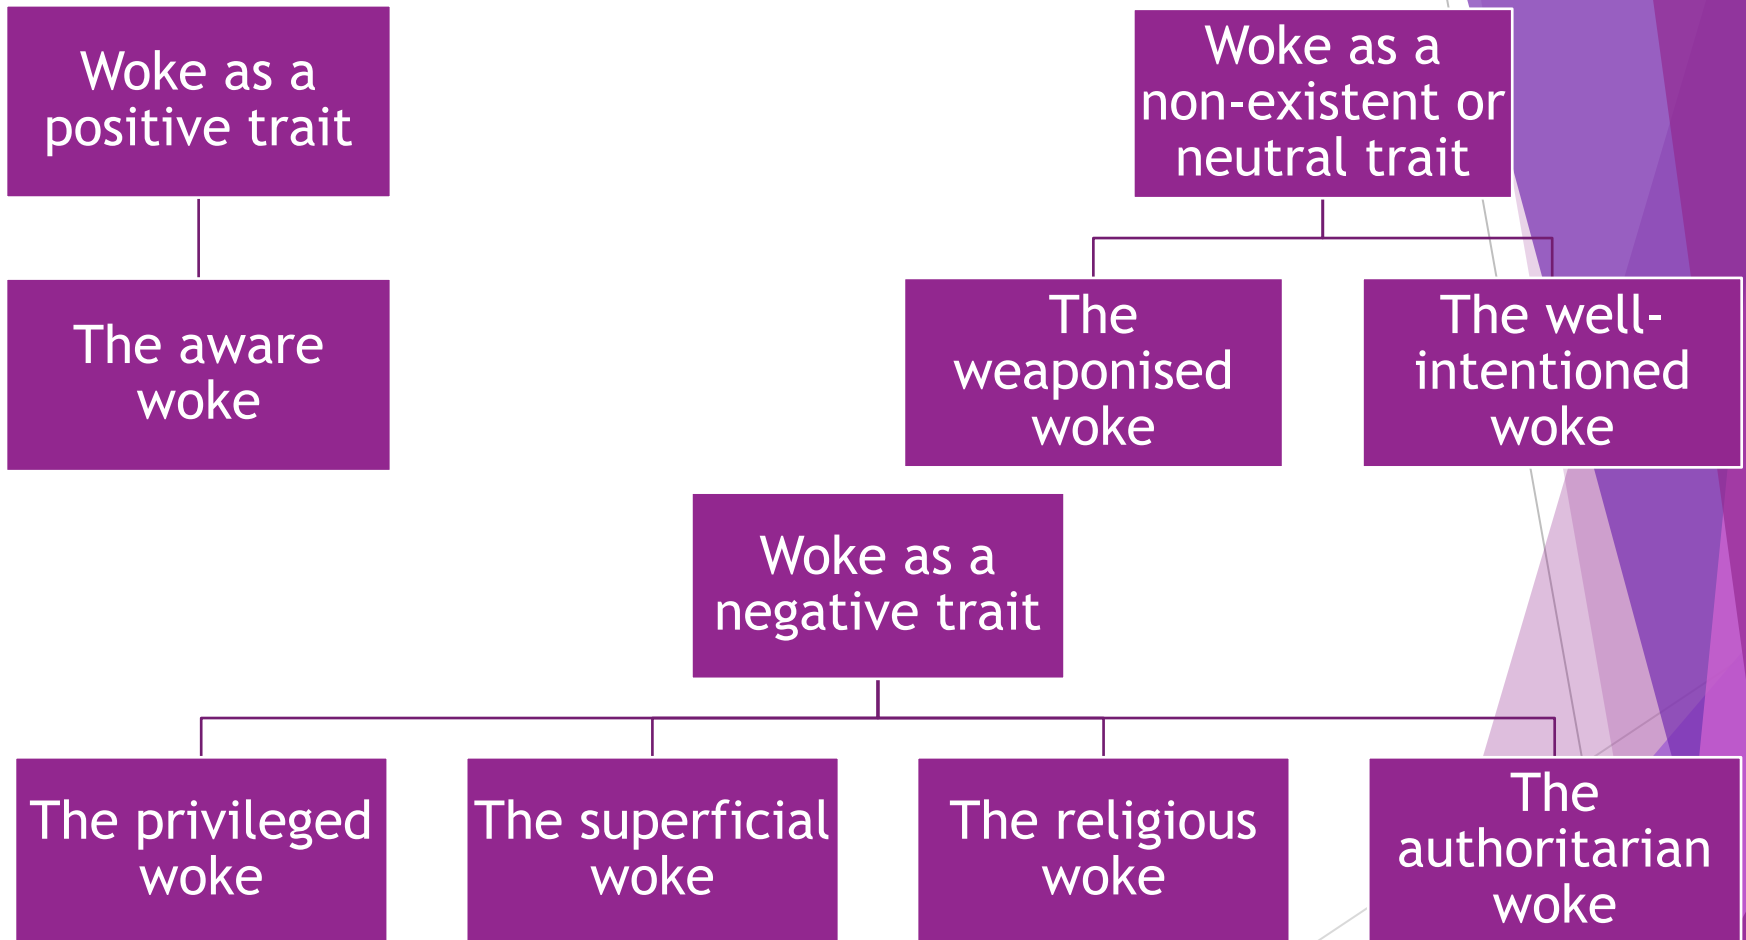 Woke as a
positive trait
The aware
woke
Woke as a
non-existent or
neutral trait
The
weaponised
woke
The well-
intentioned
woke
Woke as a
negative trait
The privileged
woke
The superficial
woke
The religious
woke
The
authoritarian
woke